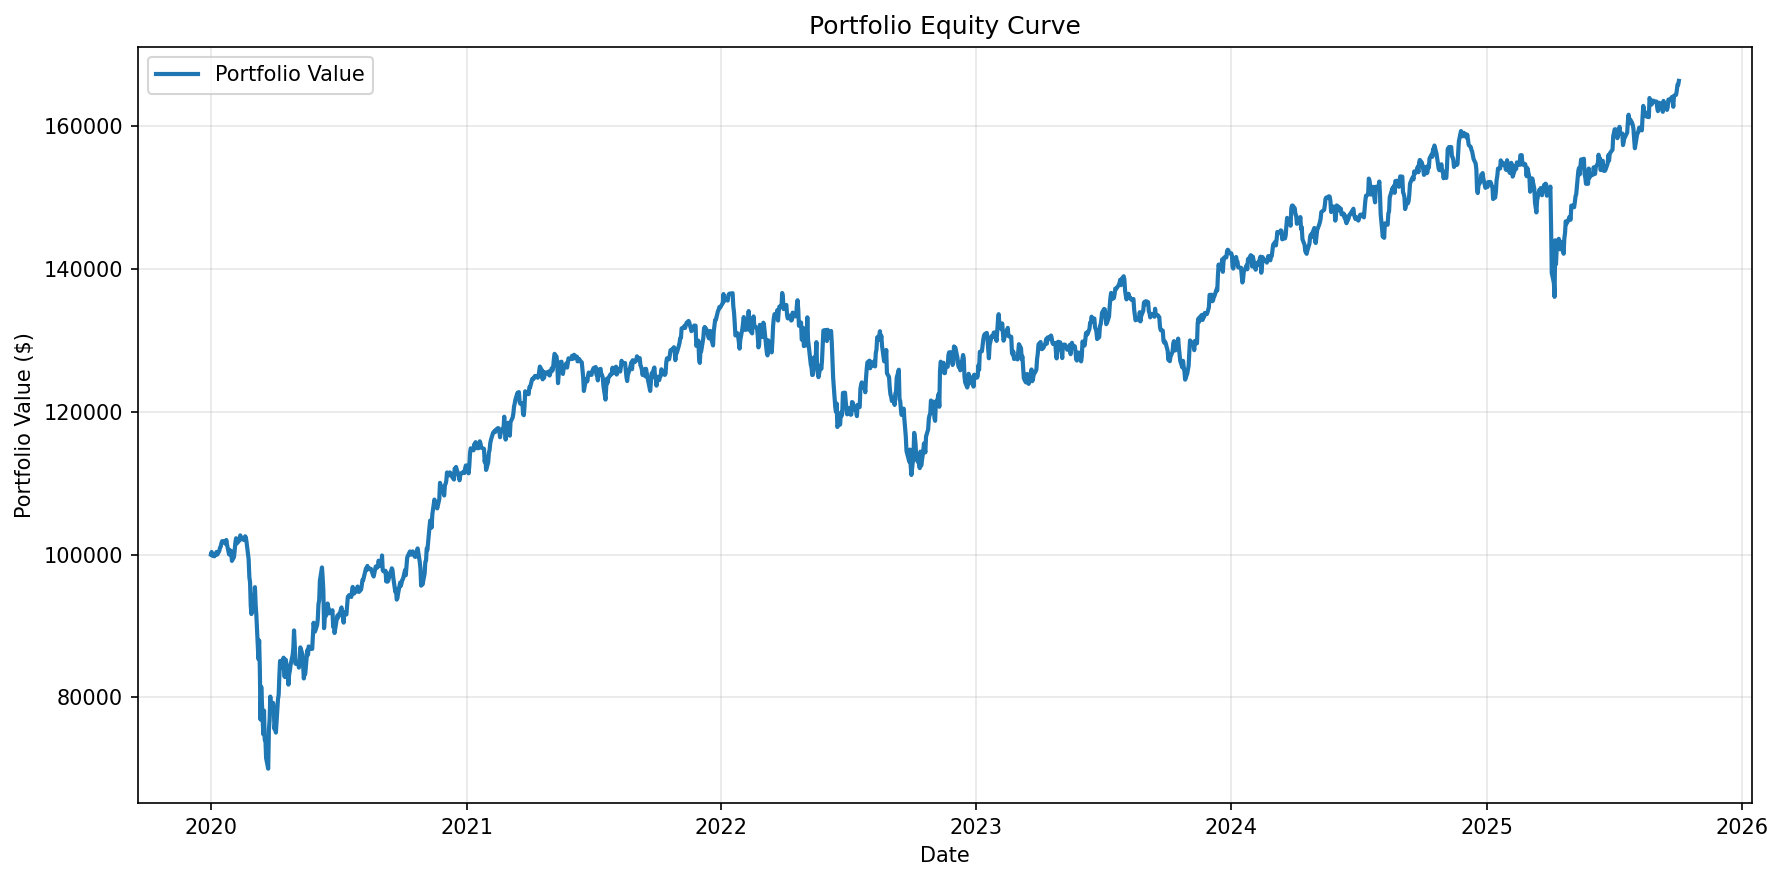 Portfolio Equity Curve
Portfolio Value
160000
140000
120000
100000
80000
Portfolio Value ($)
2020 2021 2022 2023 2024 2025 2026
Date